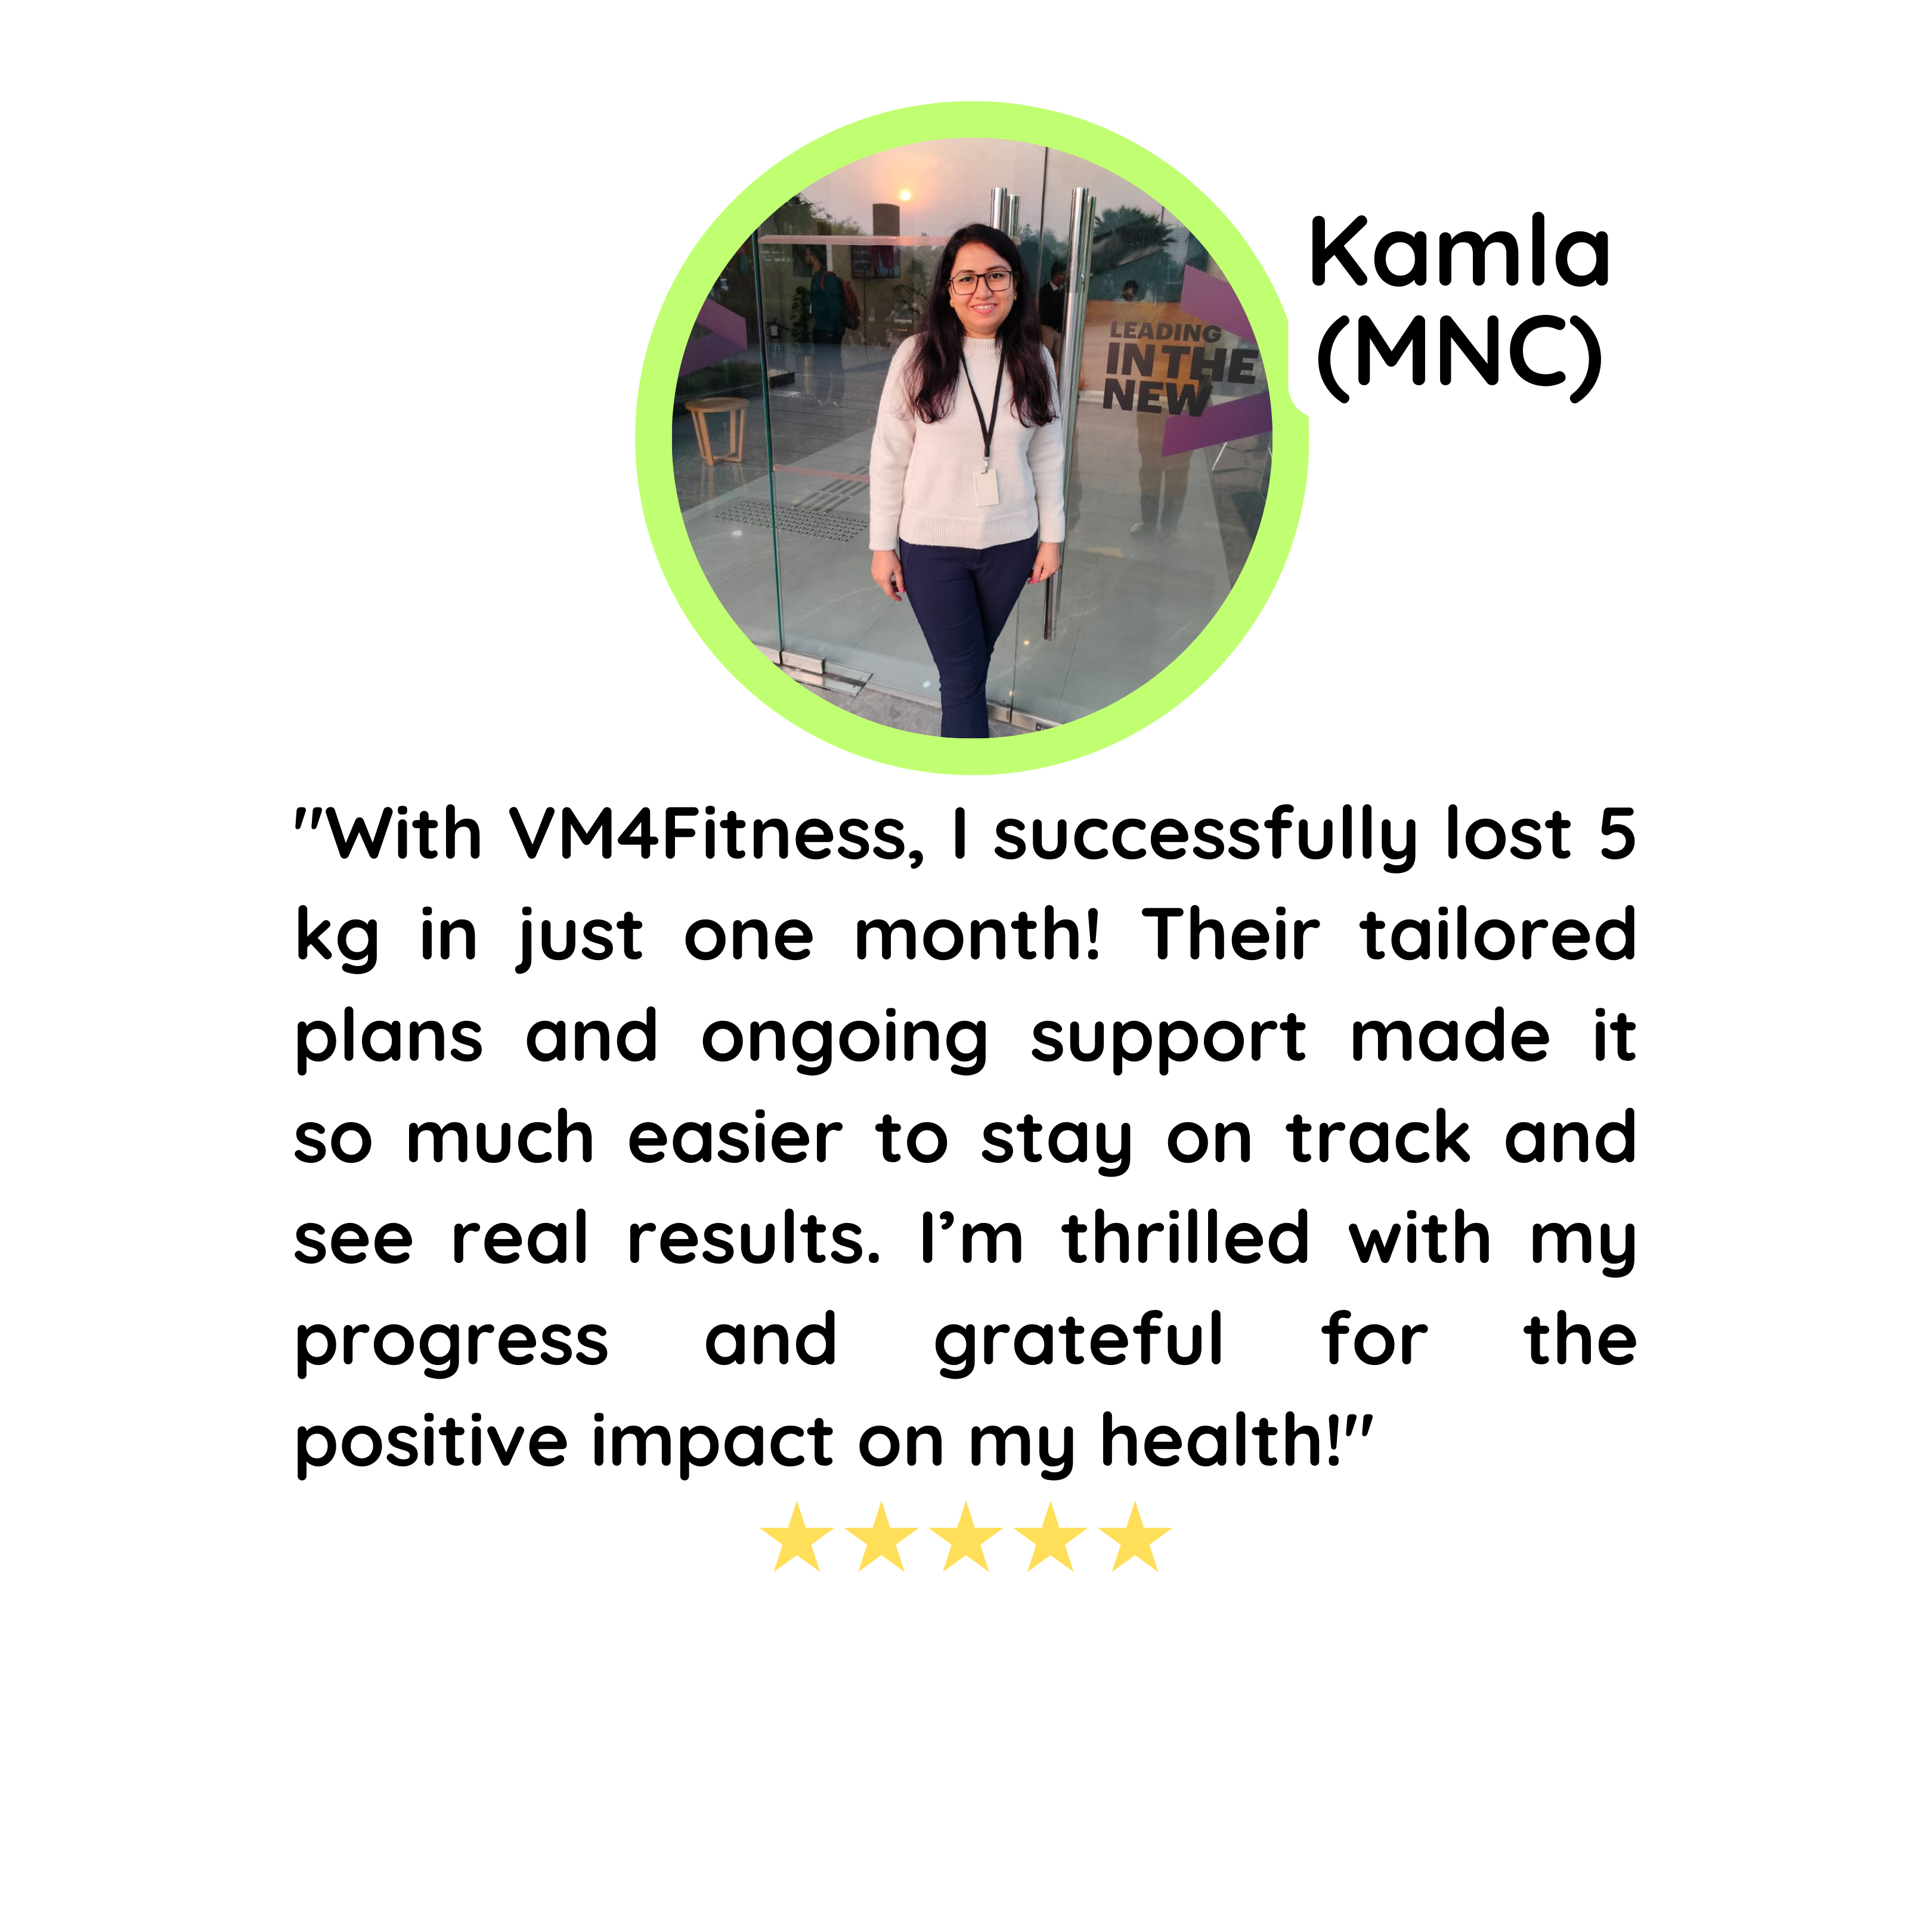 Kamla
(MNC)
LEADING
IN THE
NEW
"With VM4Fitness, I successfully lost 5
kg in just one month! Their tailored
plans and ongoing support made it
so much easier to stay on track and
see real results. I’m thrilled with my
progress and grateful for the
positive impact on my health!"